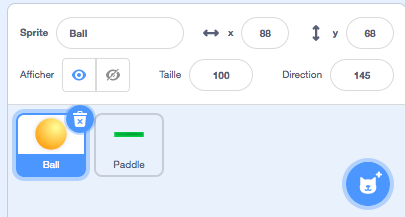 Sprite Ball x 88 y 68
Afficher Taille 100 Direction 145
Ball Paddle